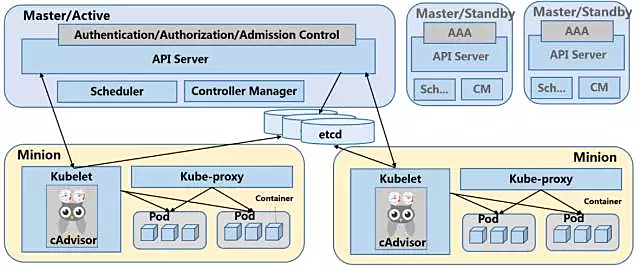 Master/Active
Authentication/Authorization/Admission Control
API Server
Scheduler
Controller Manager
Master/Standby
AAA
API Server
Sch...
CM
Master/Standby
AAA
API Server
Sch...
CM
etcd
Minion
Kubelet
cAdvisor
Kube-proxy
Container
Pod
Pod
Minion
Kubelet
cAdvisor
Kube-proxy
Container
Pod
Pod